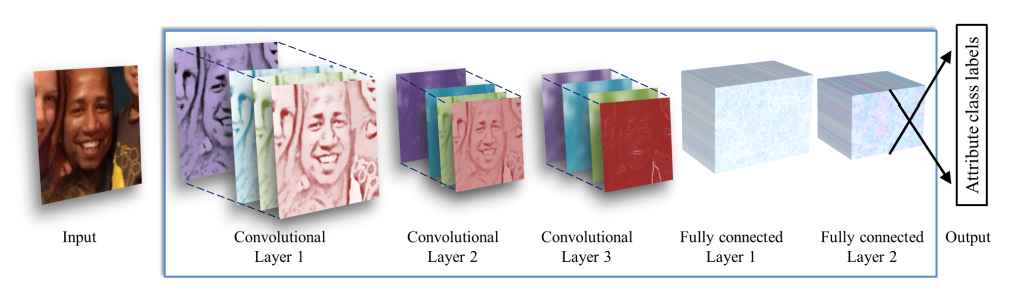 Attribute class labels
Input
Convolutional
Layer 1
Convolutional
Layer 2
Convolutional
Layer 3
Fully connected
Layer 1
Fully connected
Layer 2
Output